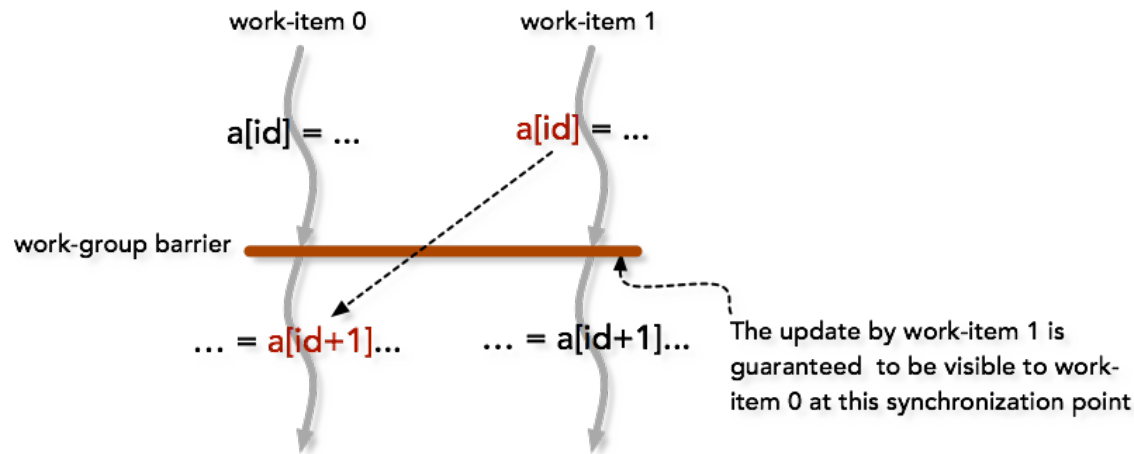 work-item 0
work-item 1
a[id] = ...
a[id] = ...
work-group barrier
... = a[id+1]...
... = a[id+1]...
The update by work-item 1 is
guaranteed to be visible to work-
item 0 at this synchronization point